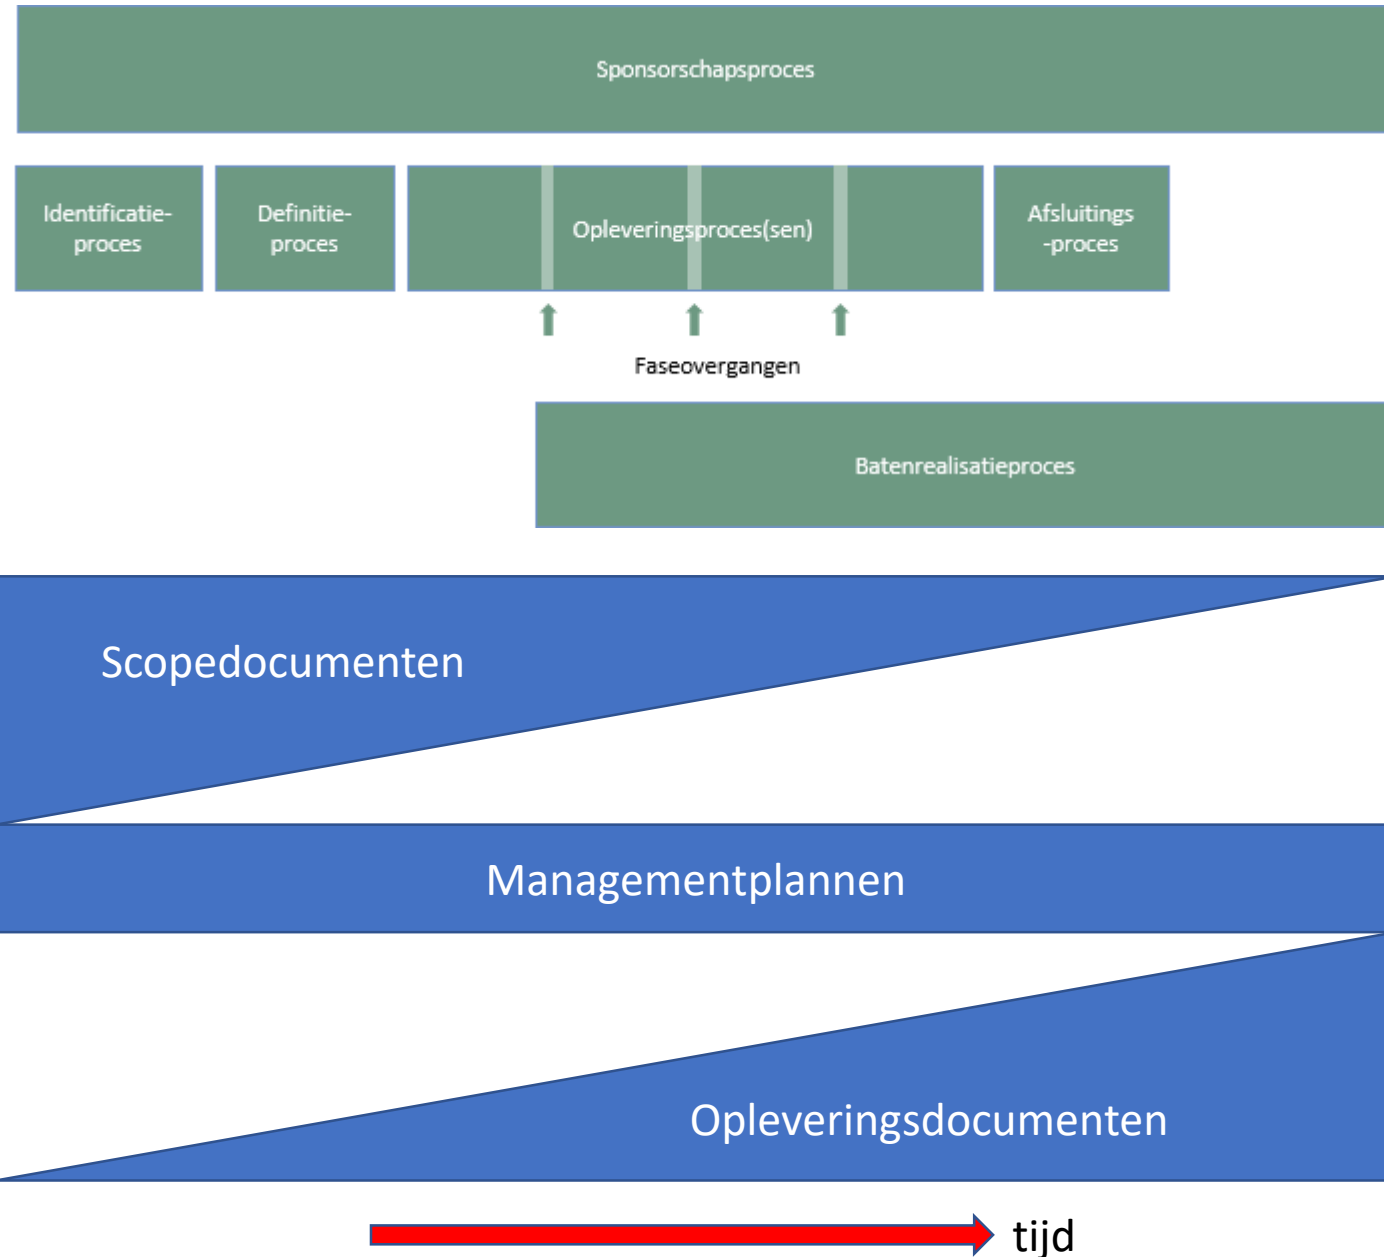 Sponsorschapsproces
Identificatie-
proces
Definitie-
proces
Opleveringsproces(sen)
Afsluitings
-proces
Faseovergangen
Batenrealisatieproces
Scopedocumenten
Managementplannen
Opleveringsdocumenten
tijd